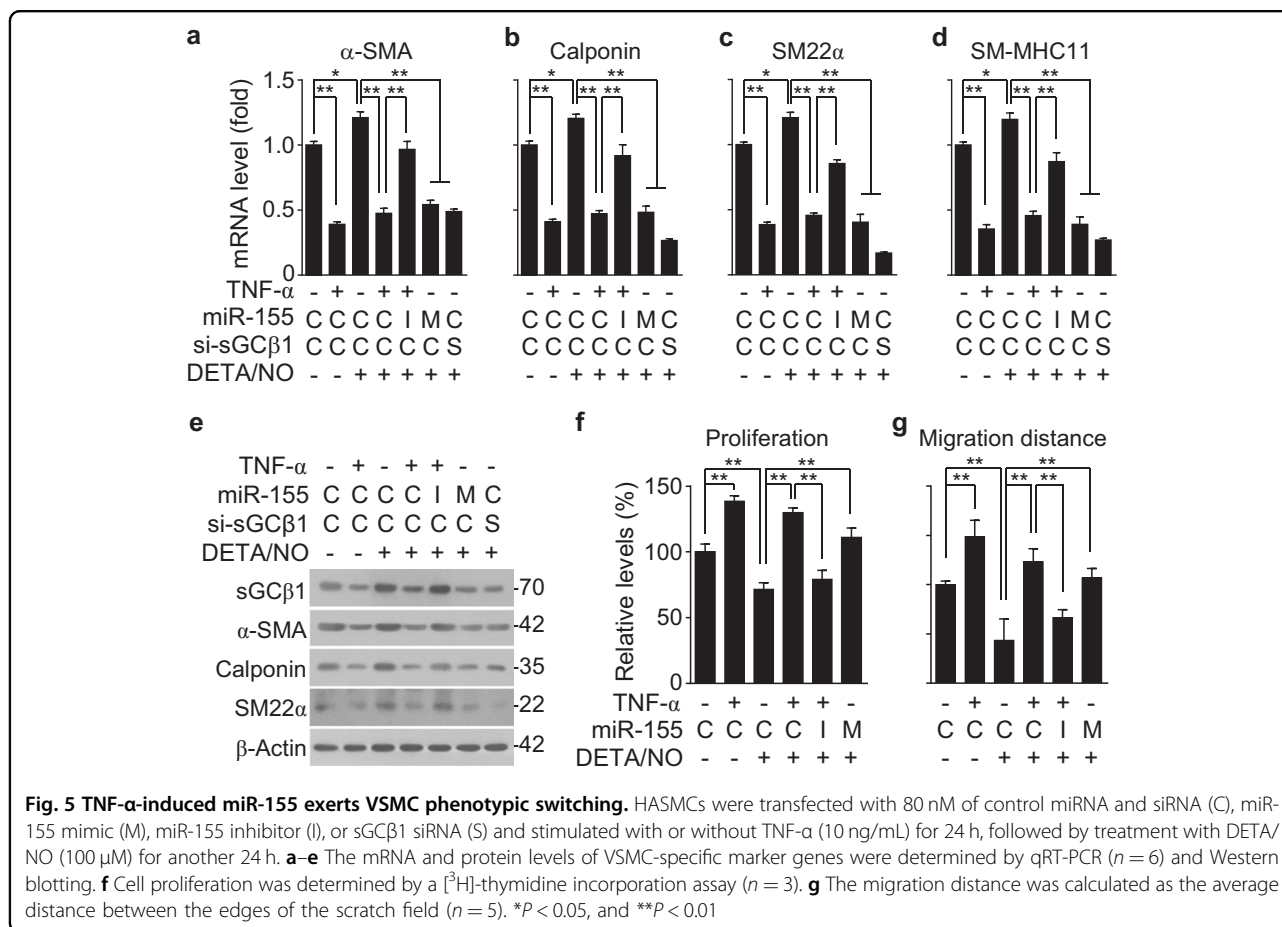 a
α-SMA
b
Calponin
c
SM22α
d
SM-MHC11
mRNA level (fold)
1.5
1.0
0.5
0
* ** ** ** **
* ** ** ** **
* ** ** ** **
* ** ** ** **
TNF-α - + - + + - - - + - + + - - - + - + + - - - + - + + - -
miR-155 C C C C I M C C C C C I M C C C C C I M C C C C C I M C
si-sGCβ1 C C C C C C S C C C C C C S C C C C C C S C C C C C C S
DETA/NO - - + + + + + - - + + + + + - - + + + + + - - + + + + +
e
TNF-α - + - + + - -
miR-155 C C C C I M C
si-sGCβ1 C C C C C C S
DETA/NO - - + + + + +
sGCβ1 -70
α-SMA -42
Calponin -35
SM22α -22
β-Actin -42
f
Proliferation
Relative levels (%)
150
100
50
0
** ** ** ** **
TNF-α - + - + + -
miR-155 C C C C I M
DETA/NO - - + + + +
g
Migration distance
** ** ** ** **
- + - + + -
C C C C I M
- - + + + +
Fig. 5 TNF-α-induced miR-155 exerts VSMC phenotypic switching. HASMCs were transfected with 80 nM of control miRNA and siRNA (C), miR-
155 mimic (M), miR-155 inhibitor (I), or sGCβ1 siRNA (S) and stimulated with or without TNF-α (10 ng/mL) for 24 h, followed by treatment with DETA/
NO (100 μM) for another 24 h. a–e The mRNA and protein levels of VSMC-specific marker genes were determined by qRT-PCR (n = 6) and Western
blotting. f Cell proliferation was determined by a [³H]-thymidine incorporation assay (n = 3). g The migration distance was calculated as the average
distance between the edges of the scratch field (n = 5). *P < 0.05, and **P < 0.01